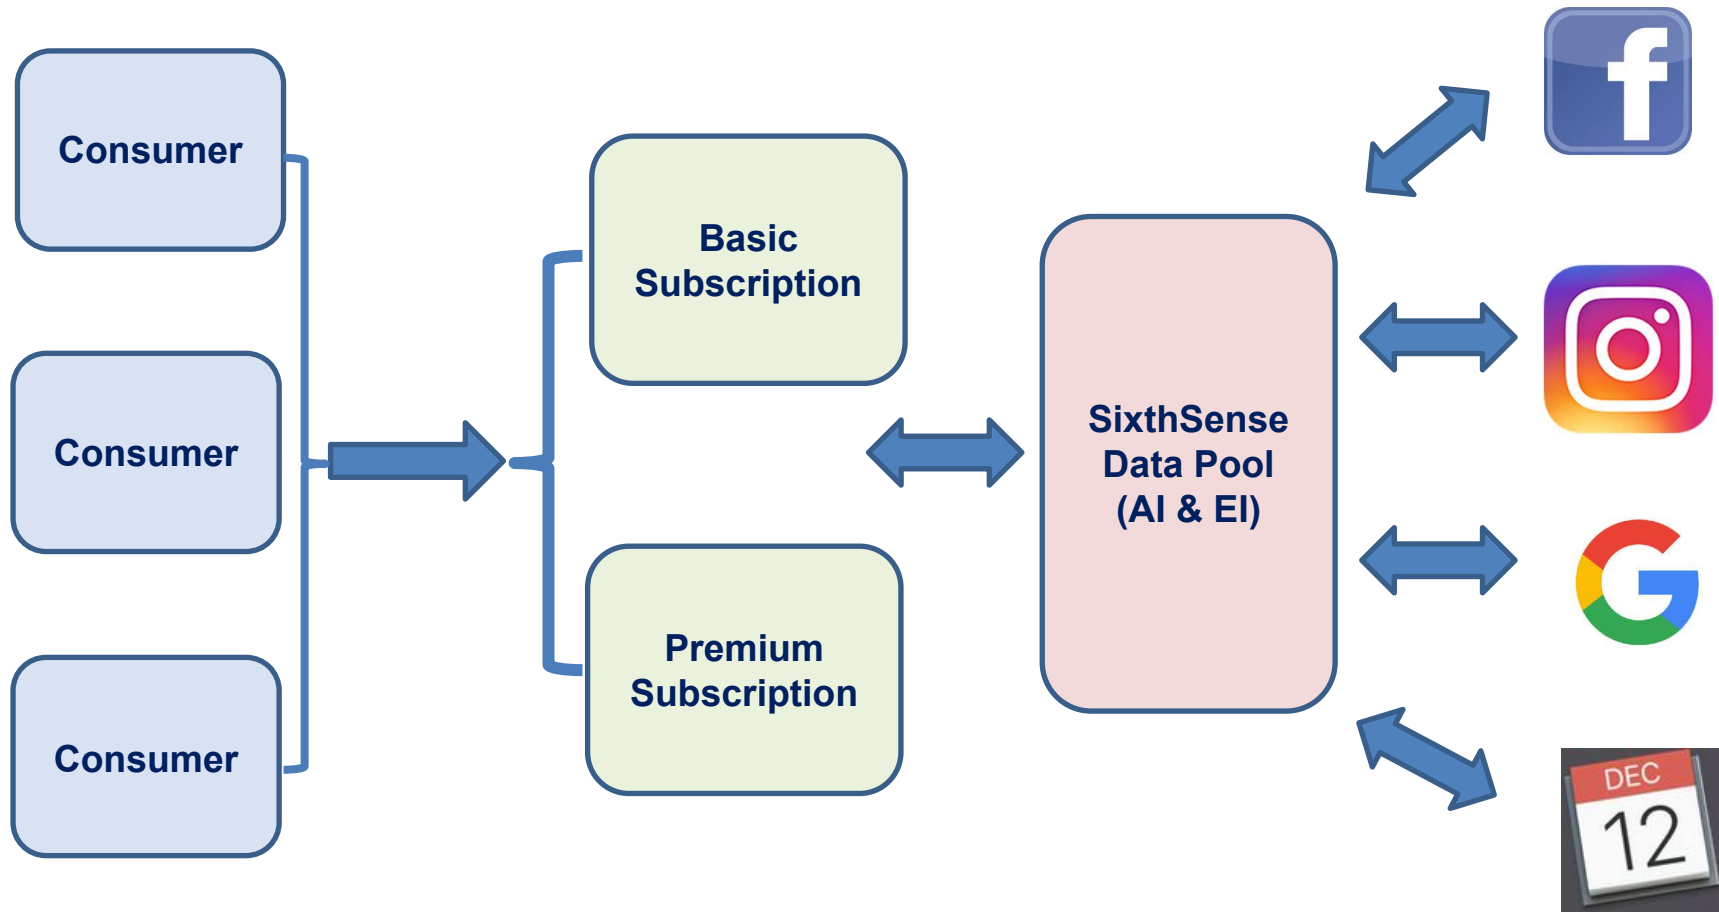 Consumer
Consumer
Consumer
Basic
Subscription
Premium
Subscription
SixthSense
Data Pool
(AI & EI)
f
G
DEC
12